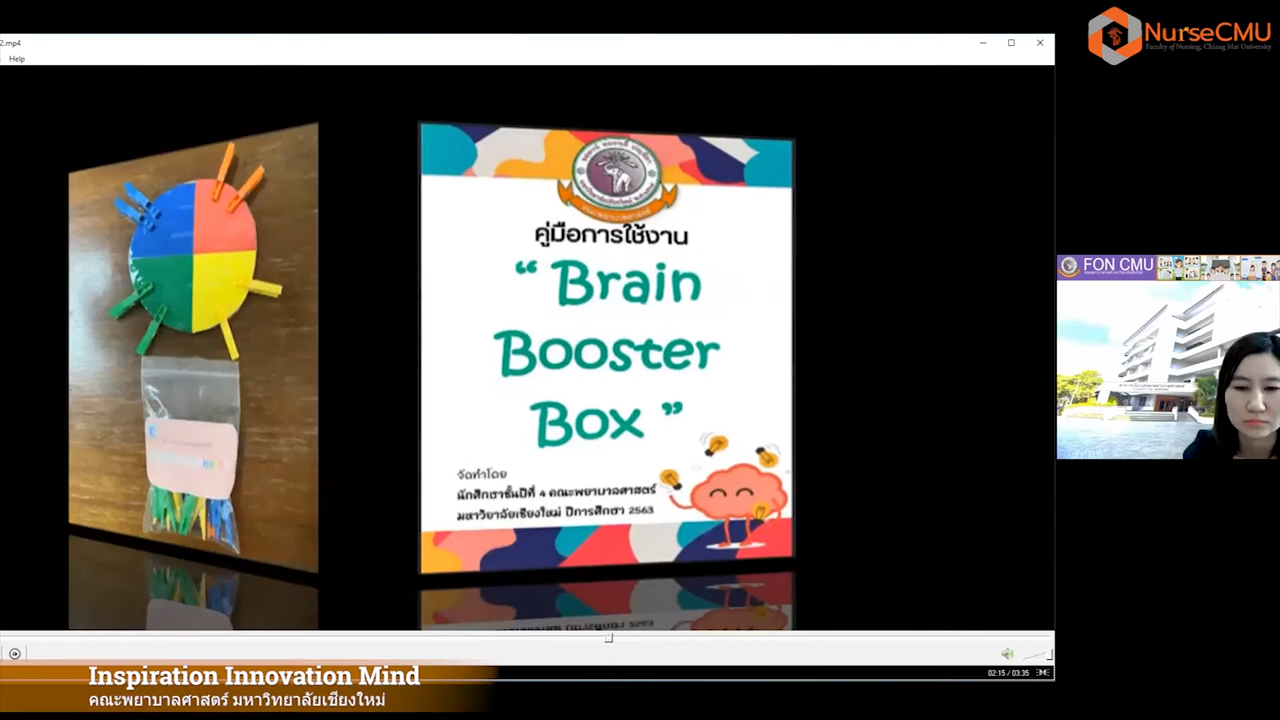 2.mp4
Help
NurseCMU
Faculty of Nursing, Chiang Mai University
คู่มือการใช้งาน
“ Brain
Booster
Box ”
จัดทำโดย
นักศึกษาชั้นปีที่ 4 คณะพยาบาลศาสตร์
มหาวิทยาลัยเชียงใหม่ ปีการศึกษา 2563
FON CMU
02:15 / 03:35
Inspiration Innovation Mind
คณะพยาบาลศาสตร์ มหาวิทยาลัยเชียงใหม่